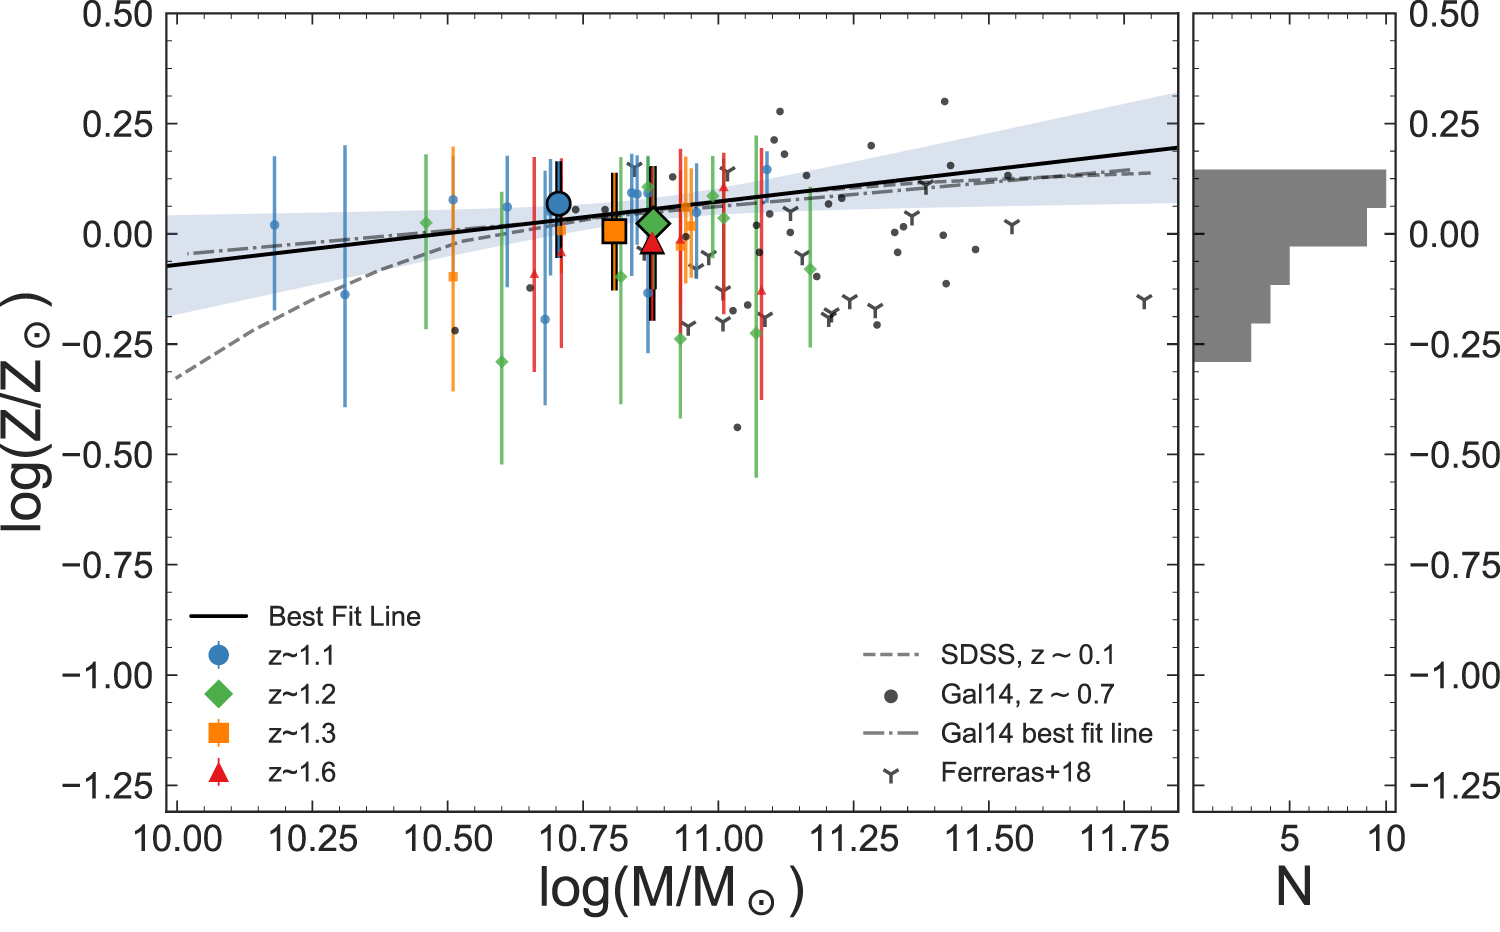 0.50
0.25
0.00
−0.25
−0.50
−0.75
−1.00
−1.25
log(Z/Z⊙)
10.00 10.25 10.50 10.75 11.00 11.25 11.50 11.75
log(M/M⊙)
Best Fit Line
z~1.1
z~1.2
z~1.3
z~1.6
SDSS, z ∼ 0.1
Gal14, z ∼ 0.7
Gal14 best fit line
Ferreras+18
0.50
0.25
0.00
−0.25
−0.50
−0.75
−1.00
−1.25
5 10
N